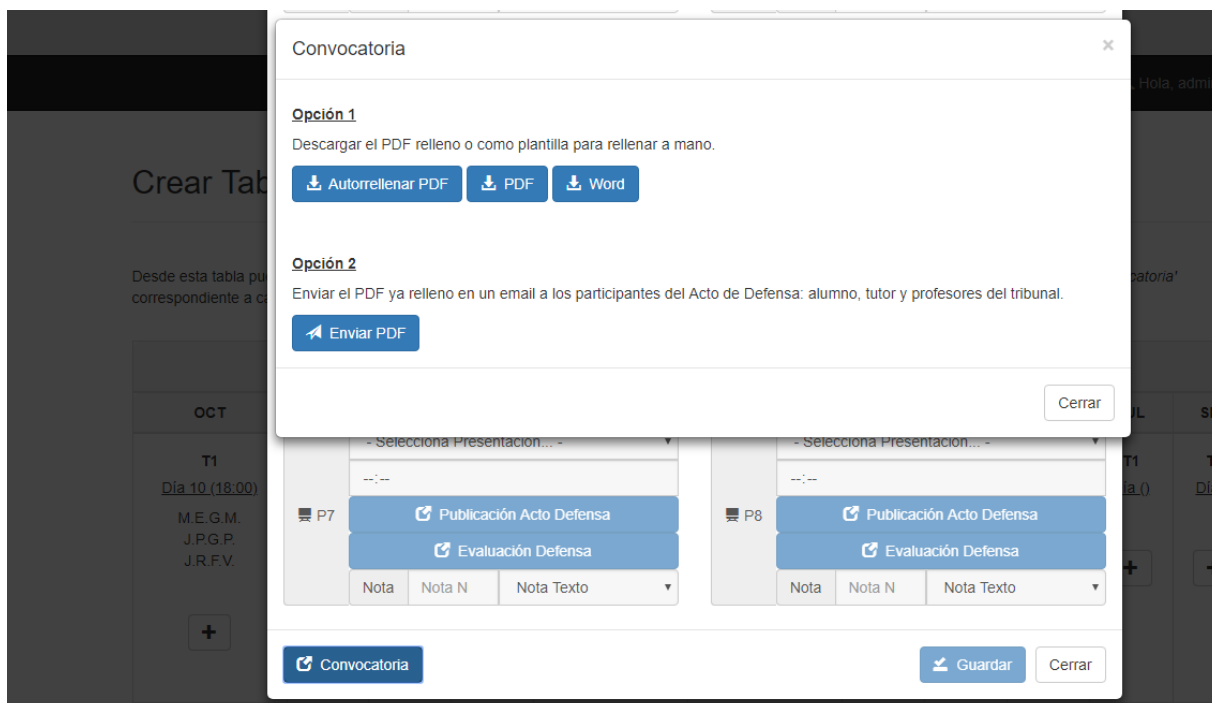 Convocatoria ×
Hola, admi
Opción 1
Descargar el PDF relleno o como plantilla para rellenar a mano.
Autorrellenar PDF PDF Word
Crear Tab
Opción 2
Desde esta tabla pu catoria'
correspondiente a ca
Enviar el PDF ya relleno en un email a los participantes del Acto de Defensa: alumno, tutor y profesores del tribunal.
Enviar PDF
Cerrar
OCT UL S
- Selecciona Presentación... - - Selecciona Presentación... -
T1 T1
Día 10 (18:00) --:-- --:-- ía () Dí
M.E.G.M. P7 Publicación Acto Defensa P8 Publicación Acto Defensa
J.P.G.P.
Evaluación Defensa Evaluación Defensa
J.R.F.V.
Nota Nota N Nota Texto Nota Nota N Nota Texto
Convocatoria Guardar Cerrar